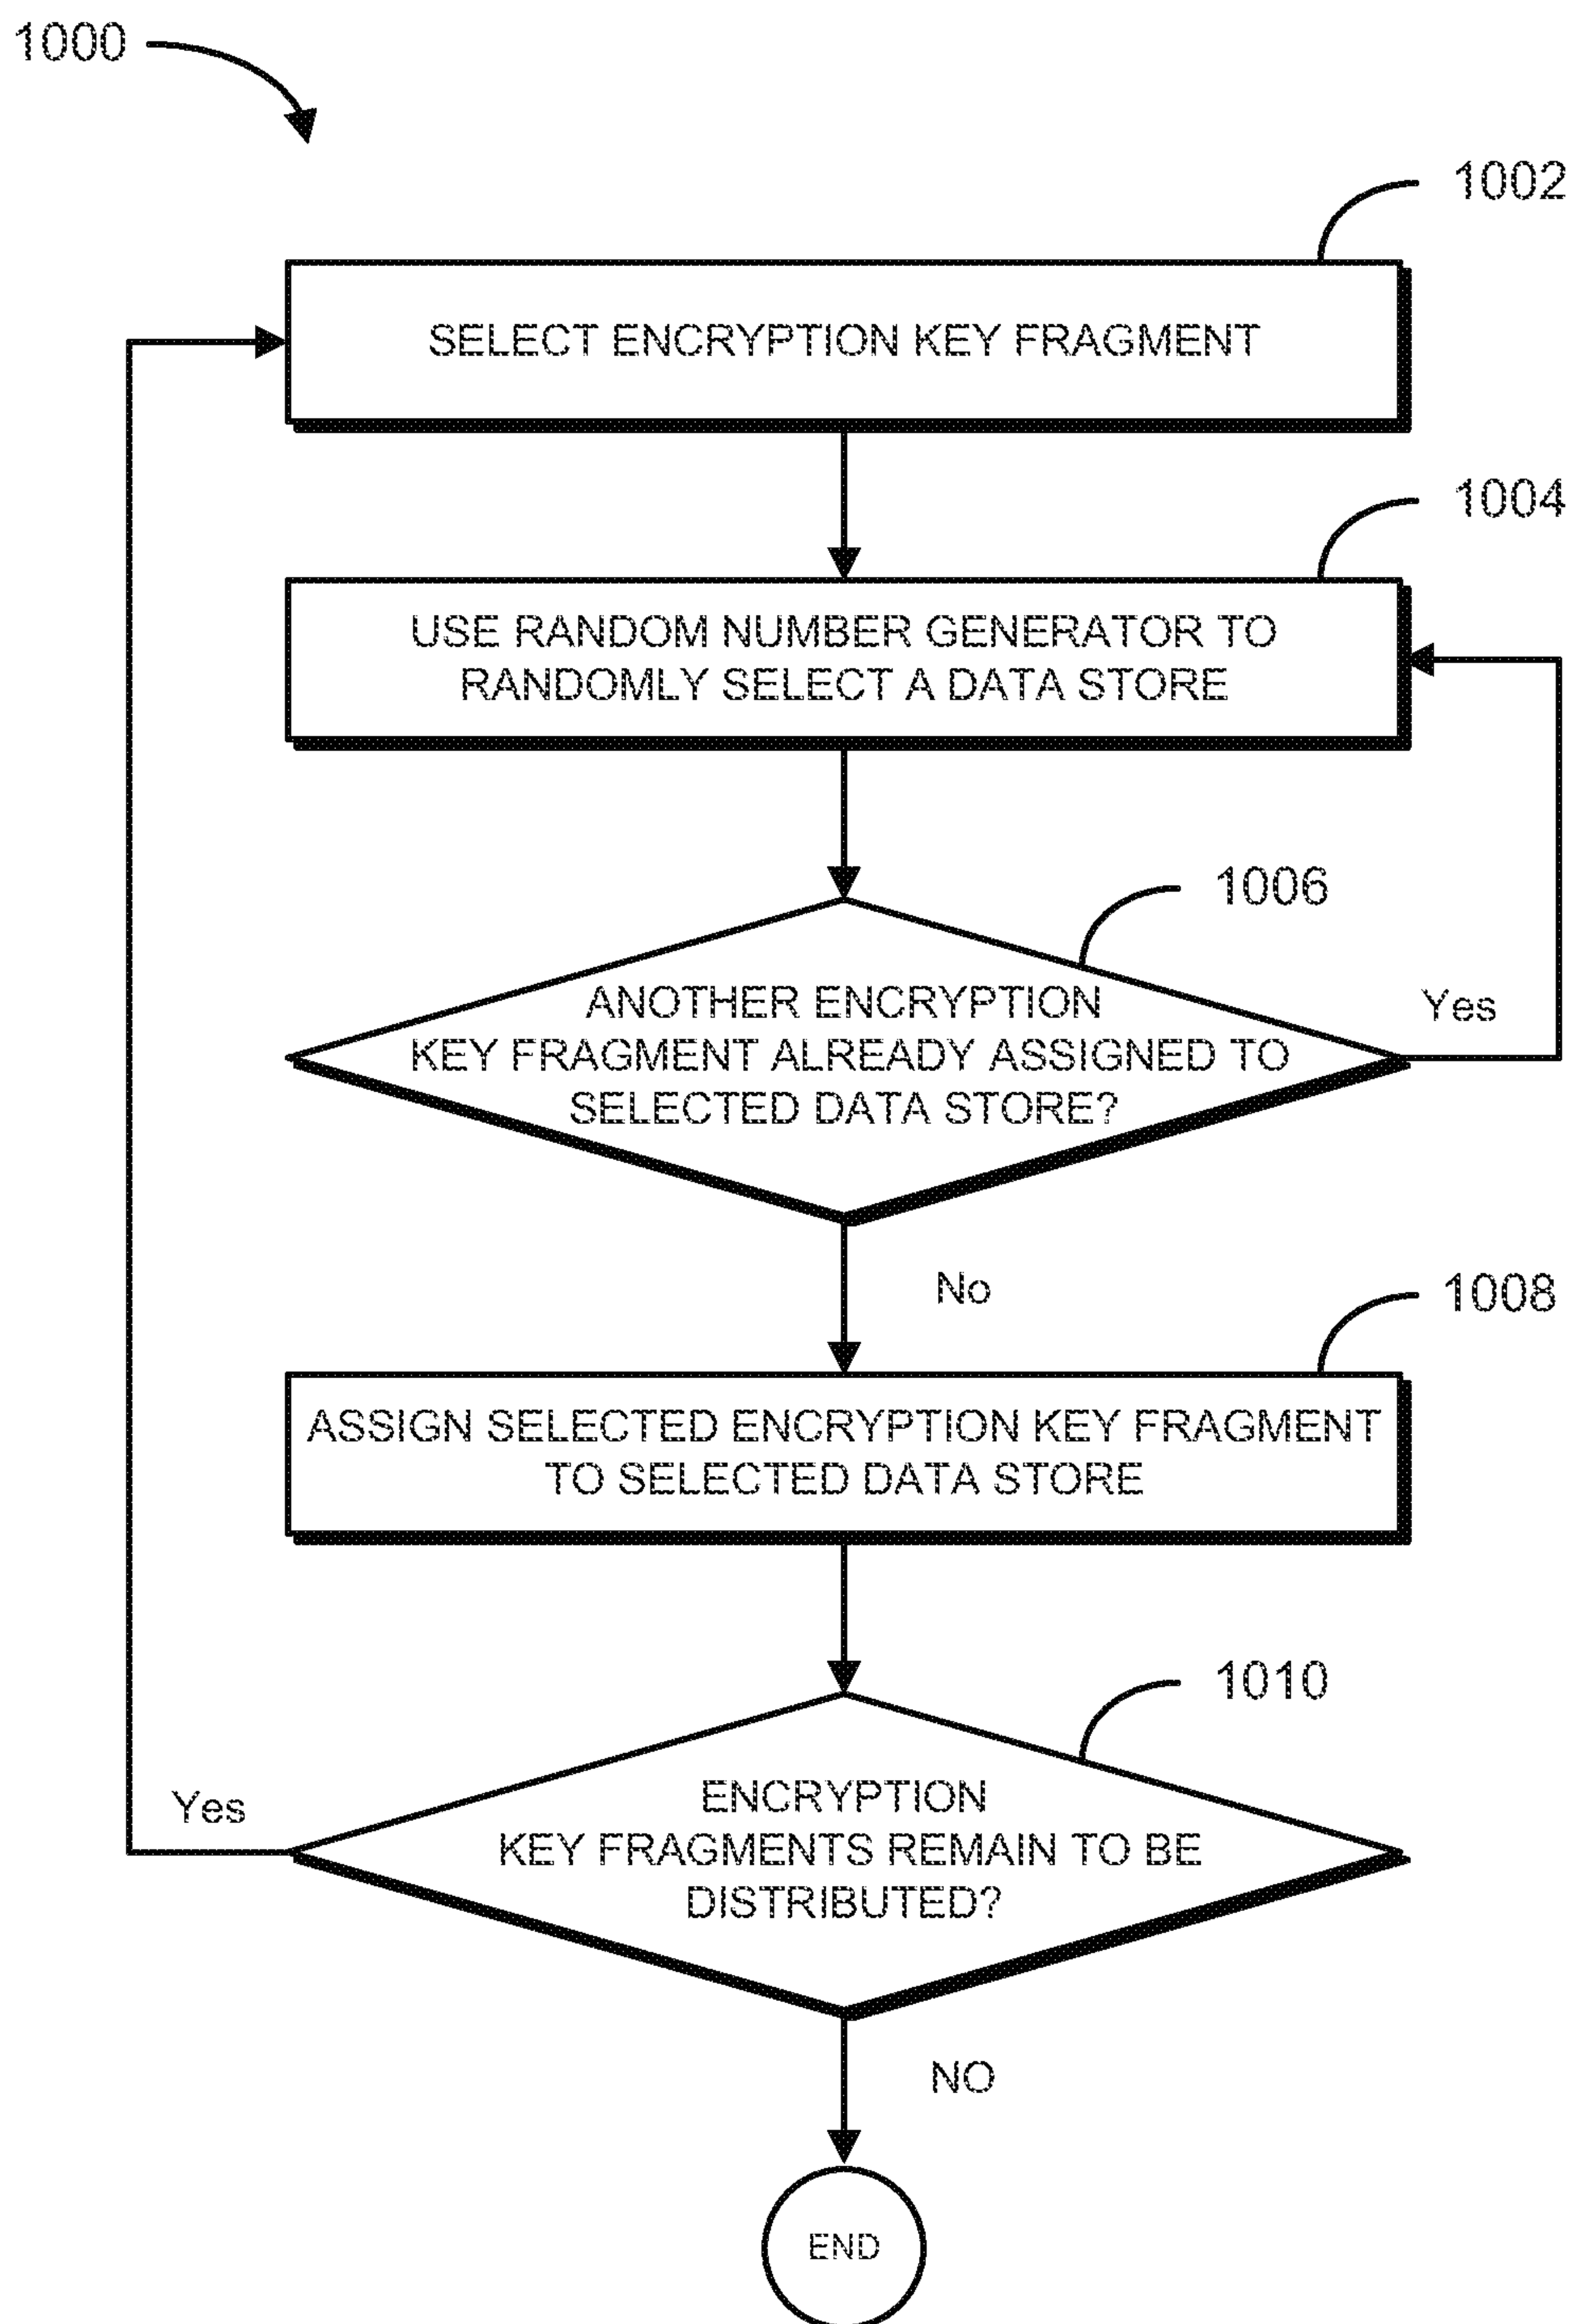 1000
1002
SELECT ENCRYPTION KEY FRAGMENT
1004
USE RANDOM NUMBER GENERATOR TO
RANDOMLY SELECT A DATA STORE
1006
ANOTHER ENCRYPTION
KEY FRAGMENT ALREADY ASSIGNED TO
SELECTED DATA STORE?
Yes
No
1008
ASSIGN SELECTED ENCRYPTION KEY FRAGMENT
TO SELECTED DATA STORE
1010
ENCRYPTION
KEY FRAGMENTS REMAIN TO BE
DISTRIBUTED?
Yes
NO
END